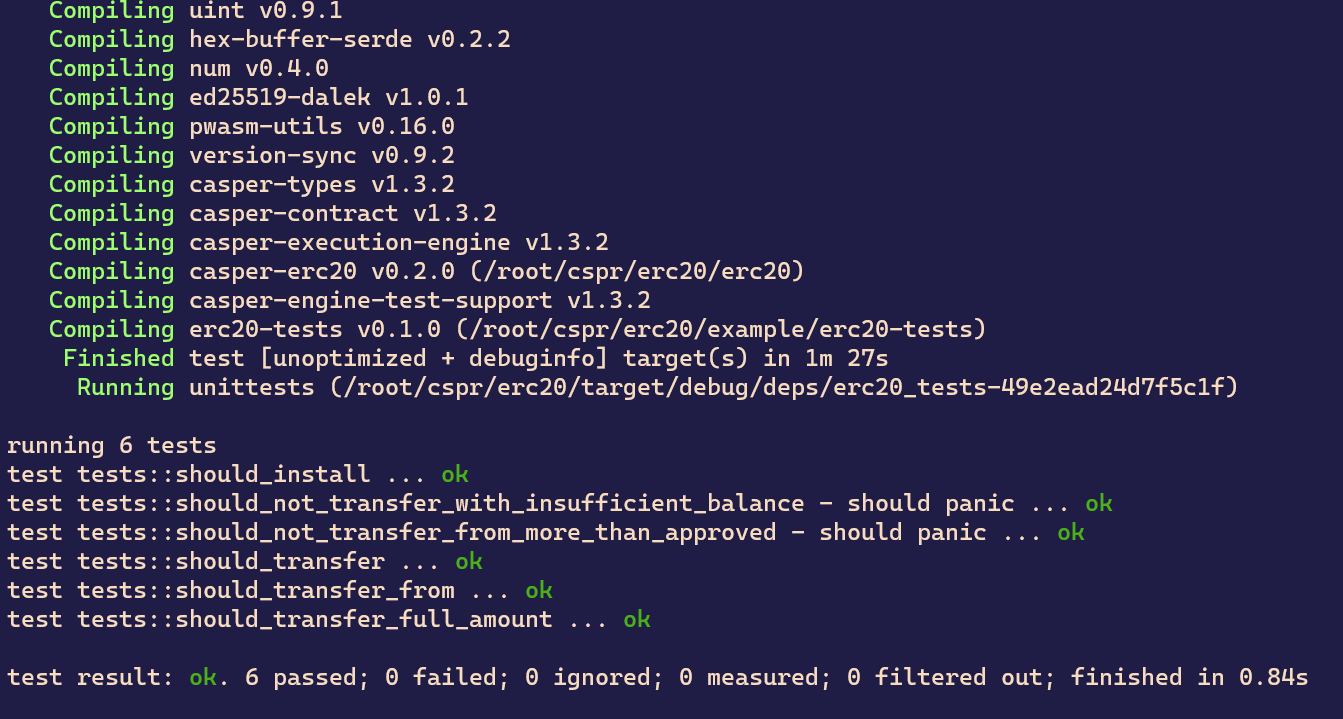 Compiling uint v0.9.1
Compiling hex-buffer-serde v0.2.2
Compiling num v0.4.0
Compiling ed25519-dalek v1.0.1
Compiling pwasm-utils v0.16.0
Compiling version-sync v0.9.2
Compiling casper-types v1.3.2
Compiling casper-contract v1.3.2
Compiling casper-execution-engine v1.3.2
Compiling casper-erc20 v0.2.0 (/root/cspr/erc20/erc20)
Compiling casper-engine-test-support v1.3.2
Compiling erc20-tests v0.1.0 (/root/cspr/erc20/example/erc20-tests)
Finished test [unoptimized + debuginfo] target(s) in 1m 27s
Running unittests (/root/cspr/erc20/target/debug/deps/erc20_tests-49e2ead24d7f5c1f)
running 6 tests
test tests::should_install ... ok
test tests::should_not_transfer_with_insufficient_balance - should panic ... ok
test tests::should_not_transfer_from_more_than_approved - should panic ... ok
test tests::should_transfer ... ok
test tests::should_transfer_from ... ok
test tests::should_transfer_full_amount ... ok
test result: ok. 6 passed; 0 failed; 0 ignored; 0 measured; 0 filtered out; finished in 0.84s